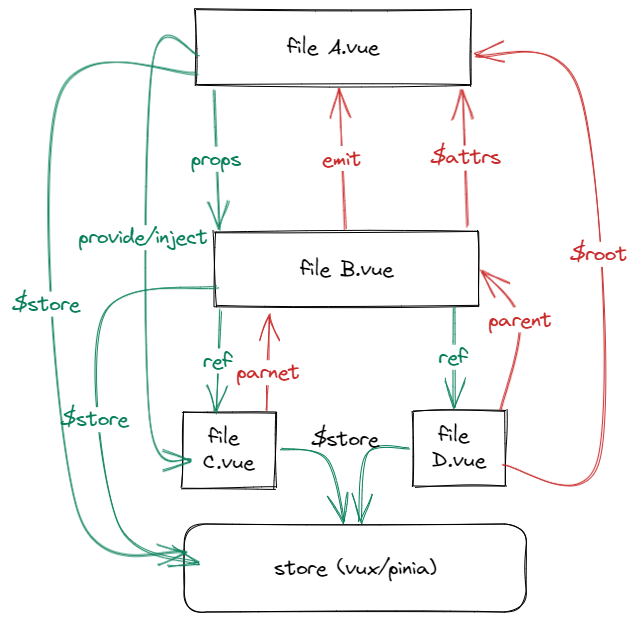 file A.vue
props
emit
$attrs
provide/inject
$root
file B.vue
$store
parent
ref
ref
parnet
$store
file
C.vue
$store
file
D.vue
store (vux/pinia)